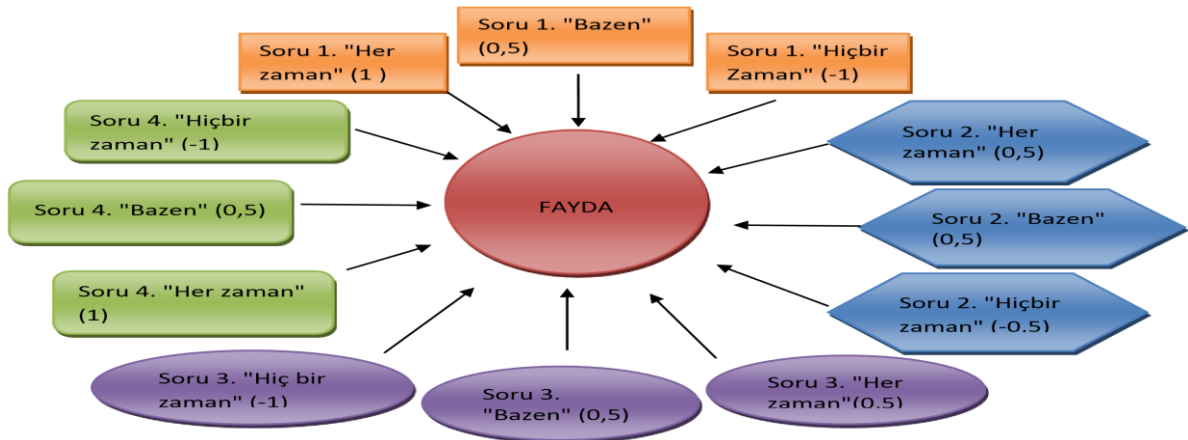 Soru 1. "Her
zaman" (1 )
Soru 1. "Bazen"
(0,5)
Soru 1. "Hiçbir
Zaman" (-1)
Soru 4. "Hiçbir
zaman" (-1)
Soru 2. "Her
zaman" (0,5)
Soru 4. "Bazen" (0,5)
FAYDA
Soru 2. "Bazen"
(0,5)
Soru 4. "Her zaman"
(1)
Soru 2. "Hiçbir
zaman" (-0.5)
Soru 3. "Hiç bir
zaman" (-1)
Soru 3.
"Bazen" (0,5)
Soru 3. "Her
zaman"(0.5)